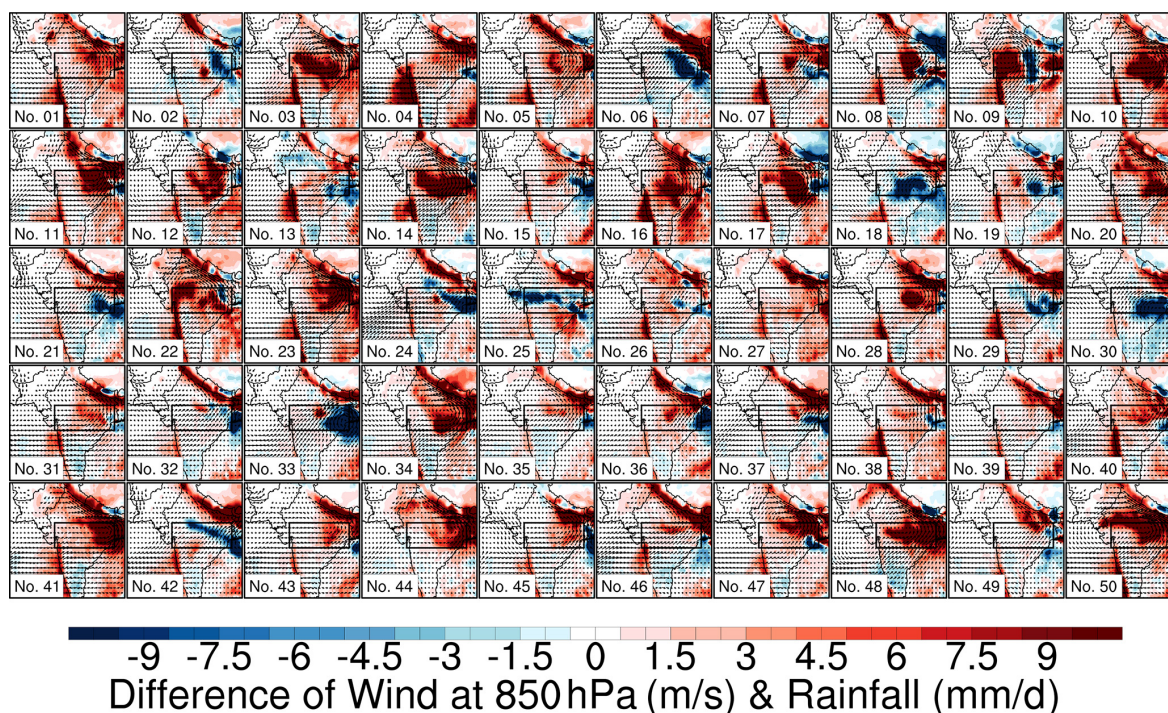 No. 01 No. 02 No. 03 No. 04 No. 05 No. 06 No. 07 No. 08 No. 09 No. 10
No. 11 No. 12 No. 13 No. 14 No. 15 No. 16 No. 17 No. 18 No. 19 No. 20
No. 21 No. 22 No. 23 No. 24 No. 25 No. 26 No. 27 No. 28 No. 29 No. 30
No. 31 No. 32 No. 33 No. 34 No. 35 No. 36 No. 37 No. 38 No. 39 No. 40
No. 41 No. 42 No. 43 No. 44 No. 45 No. 46 No. 47 No. 48 No. 49 No. 50
-9 -7.5 -6 -4.5 -3 -1.5 0 1.5 3 4.5 6 7.5 9
Difference of Wind at 850 hPa (m/s) & Rainfall (mm/d)